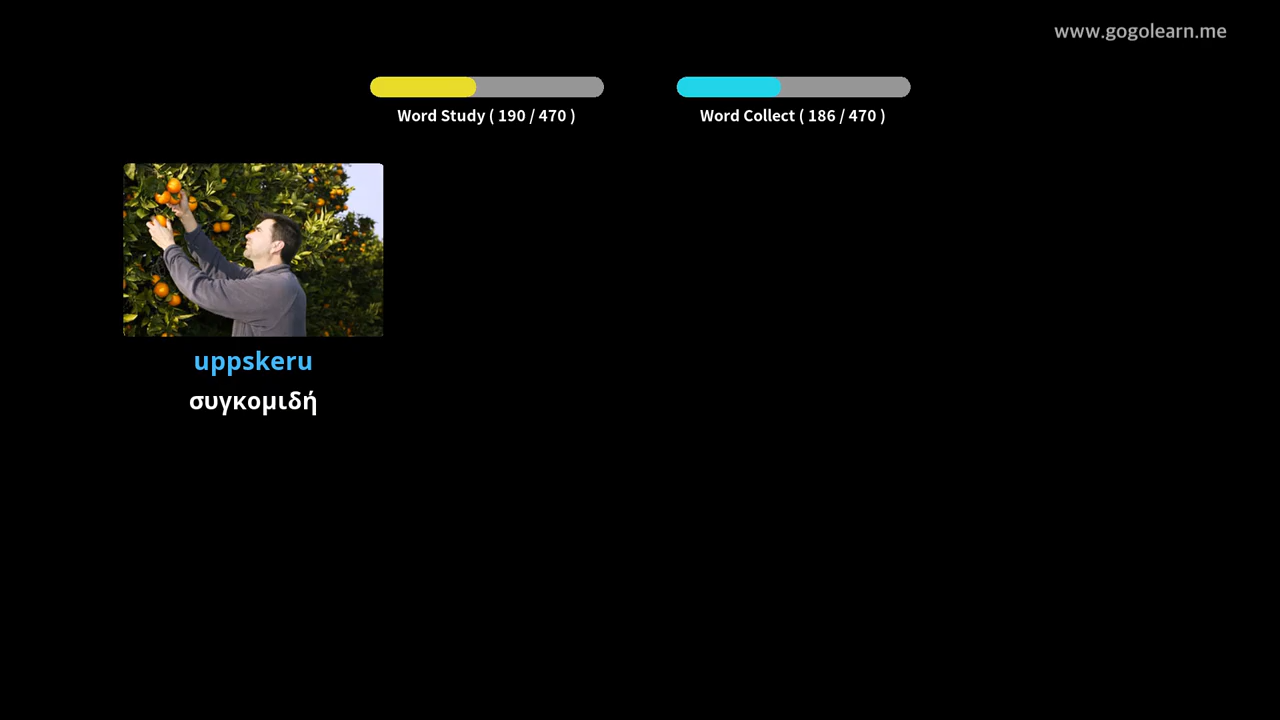 www.gogolearn.me
Word Study ( 190 / 470 )
Word Collect ( 186 / 470 )
uppskeru
συγκομιδή